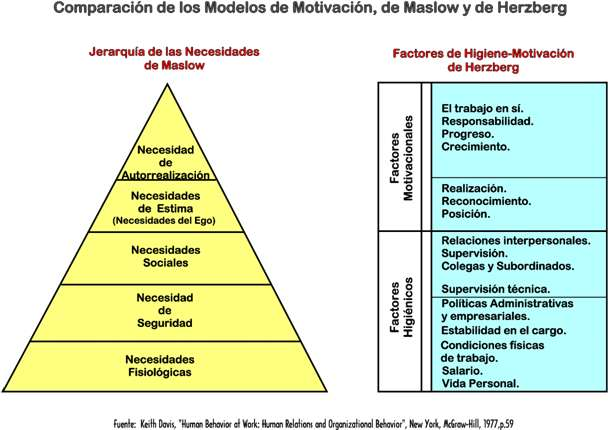 Comparación de los Modelos de Motivación, de Maslow y de Herzberg
Jerarquía de las Necesidades
de Maslow
Necesidad
de
Autorrealización
Necesidades
de Estima
(Necesidades del Ego)
Necesidades
Sociales
Necesidad
de
Seguridad
Necesidades
Fisiológicas
Factores de Higiene-Motivación
de Herzberg
Factores
Motivacionales
El trabajo en sí.
Responsabilidad.
Progreso.
Crecimiento.
Realización.
Reconocimiento.
Posición.
Factores
Higiénicos
Relaciones interpersonales.
Supervisión.
Colegas y Subordinados.
Supervisión técnica.
Políticas Administrativas
y empresariales.
Estabilidad en el cargo.
Condiciones físicas
de trabajo.
Salario.
Vida Personal.
Fuente: Keith Davis, "Human Behavior at Work: Human Relations and Organizational Behavior", New York, McGraw-Hill, 1977,p.59